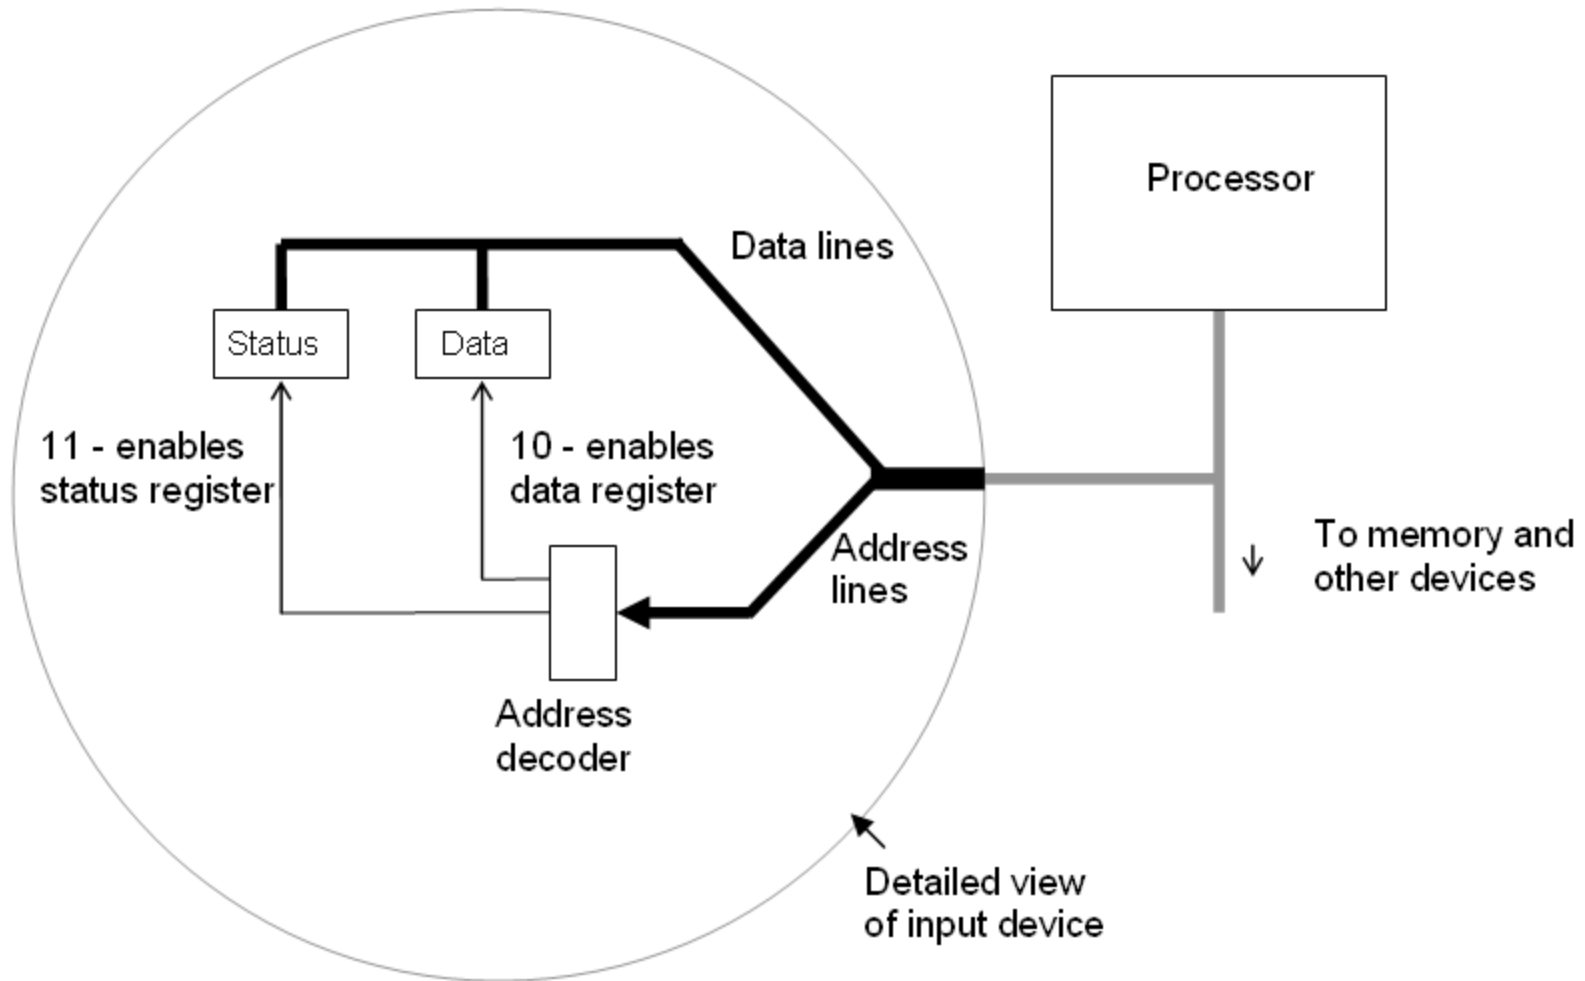 Processor
Data lines
Status
Data
11 - enables
status register
10 - enables
data register
Address
lines
To memory and
other devices
Address
decoder
Detailed view
of input device